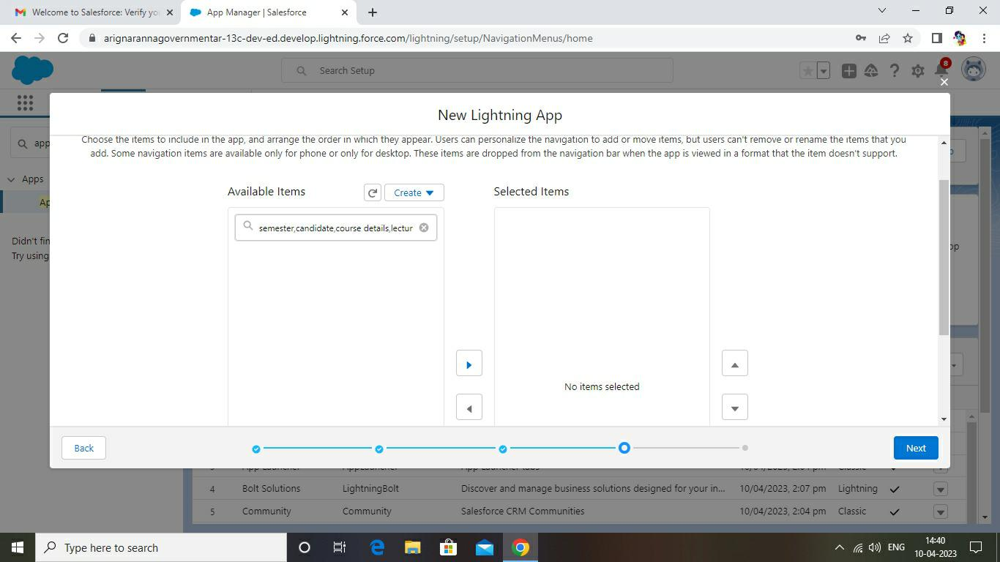 Welcome to Salesforce: Verify yo
App Manager | Salesforce
arignarannagovernmentar-13c-dev-ed.develop.lightning.force.com/lightning/setup/NavigationMenus/home
Search Setup
8
New Lightning App
app
Choose the items to include in the app, and arrange the order in which they appear. Users can personalize the navigation to add or move items, but users can't remove or rename the items that you
add. Some navigation items are available only for phone or only for desktop. These items are dropped from the navigation bar when the app is viewed in a format that the item doesn't support.
Apps
Ap
Available Items
Create
Selected Items
semester,candidate,course details,lectur
Didn't fin
Try using
op
No items selected
Back
Next
4 Bolt Solutions LightningBolt Discover and manage business solutions designed for your in... 10/04/2023, 2:07 pm Lightning
5 Community Community Salesforce CRM Communities 10/04/2023, 2:04 pm Classic
Type here to search
ENG
14:40
10-04-2023